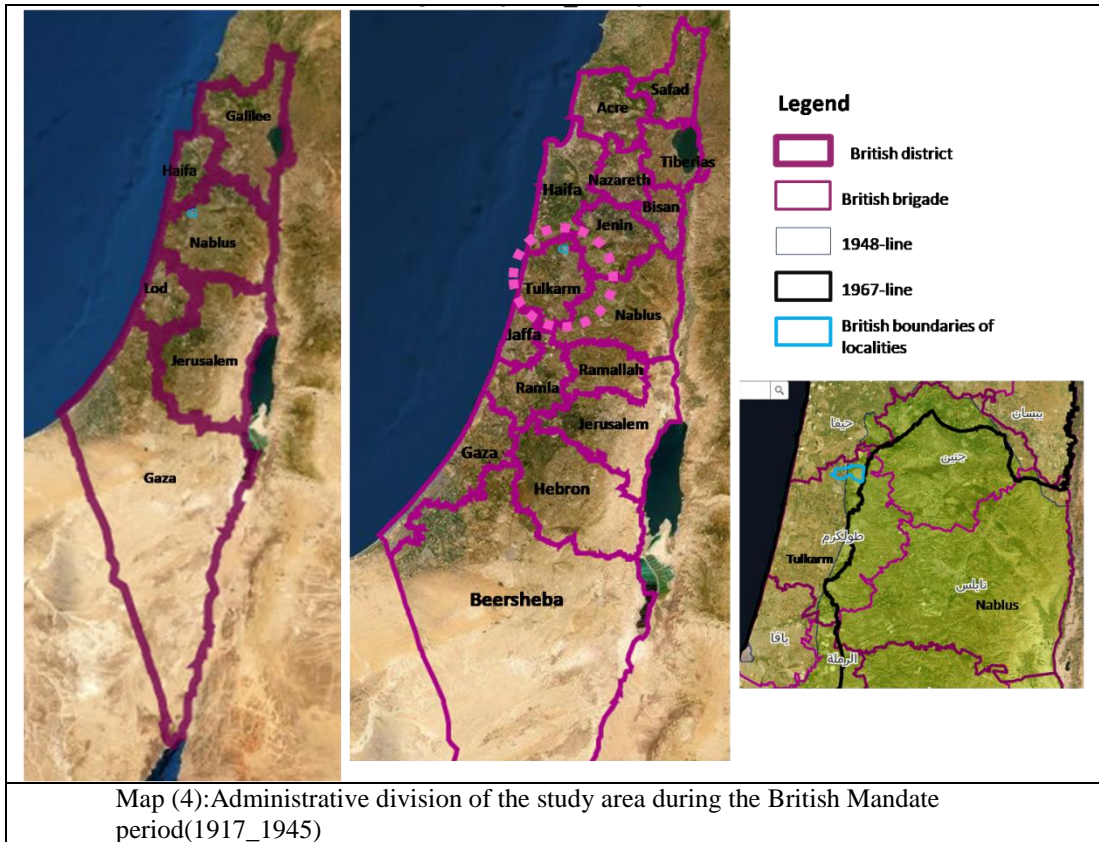 Galilee
Haifa
Nablus
Lod
Jerusalem
Gaza
Safad
Acre
Tiberias
Nazareth
Haifa
Bisan
Jenin
Tulkarm
Nablus
Jaffa
Ramallah
Ramla
Jerusalem
Gaza
Hebron
Beersheba
Legend
British district
British brigade
1948-line
1967-line
British boundaries of
localities
بيسان
حيفا
جنين
طولكرم
Tulkarm
نابلس
Nablus
يافا
الرملة
Map (4):Administrative division of the study area during the British Mandate
period(1917_1945)